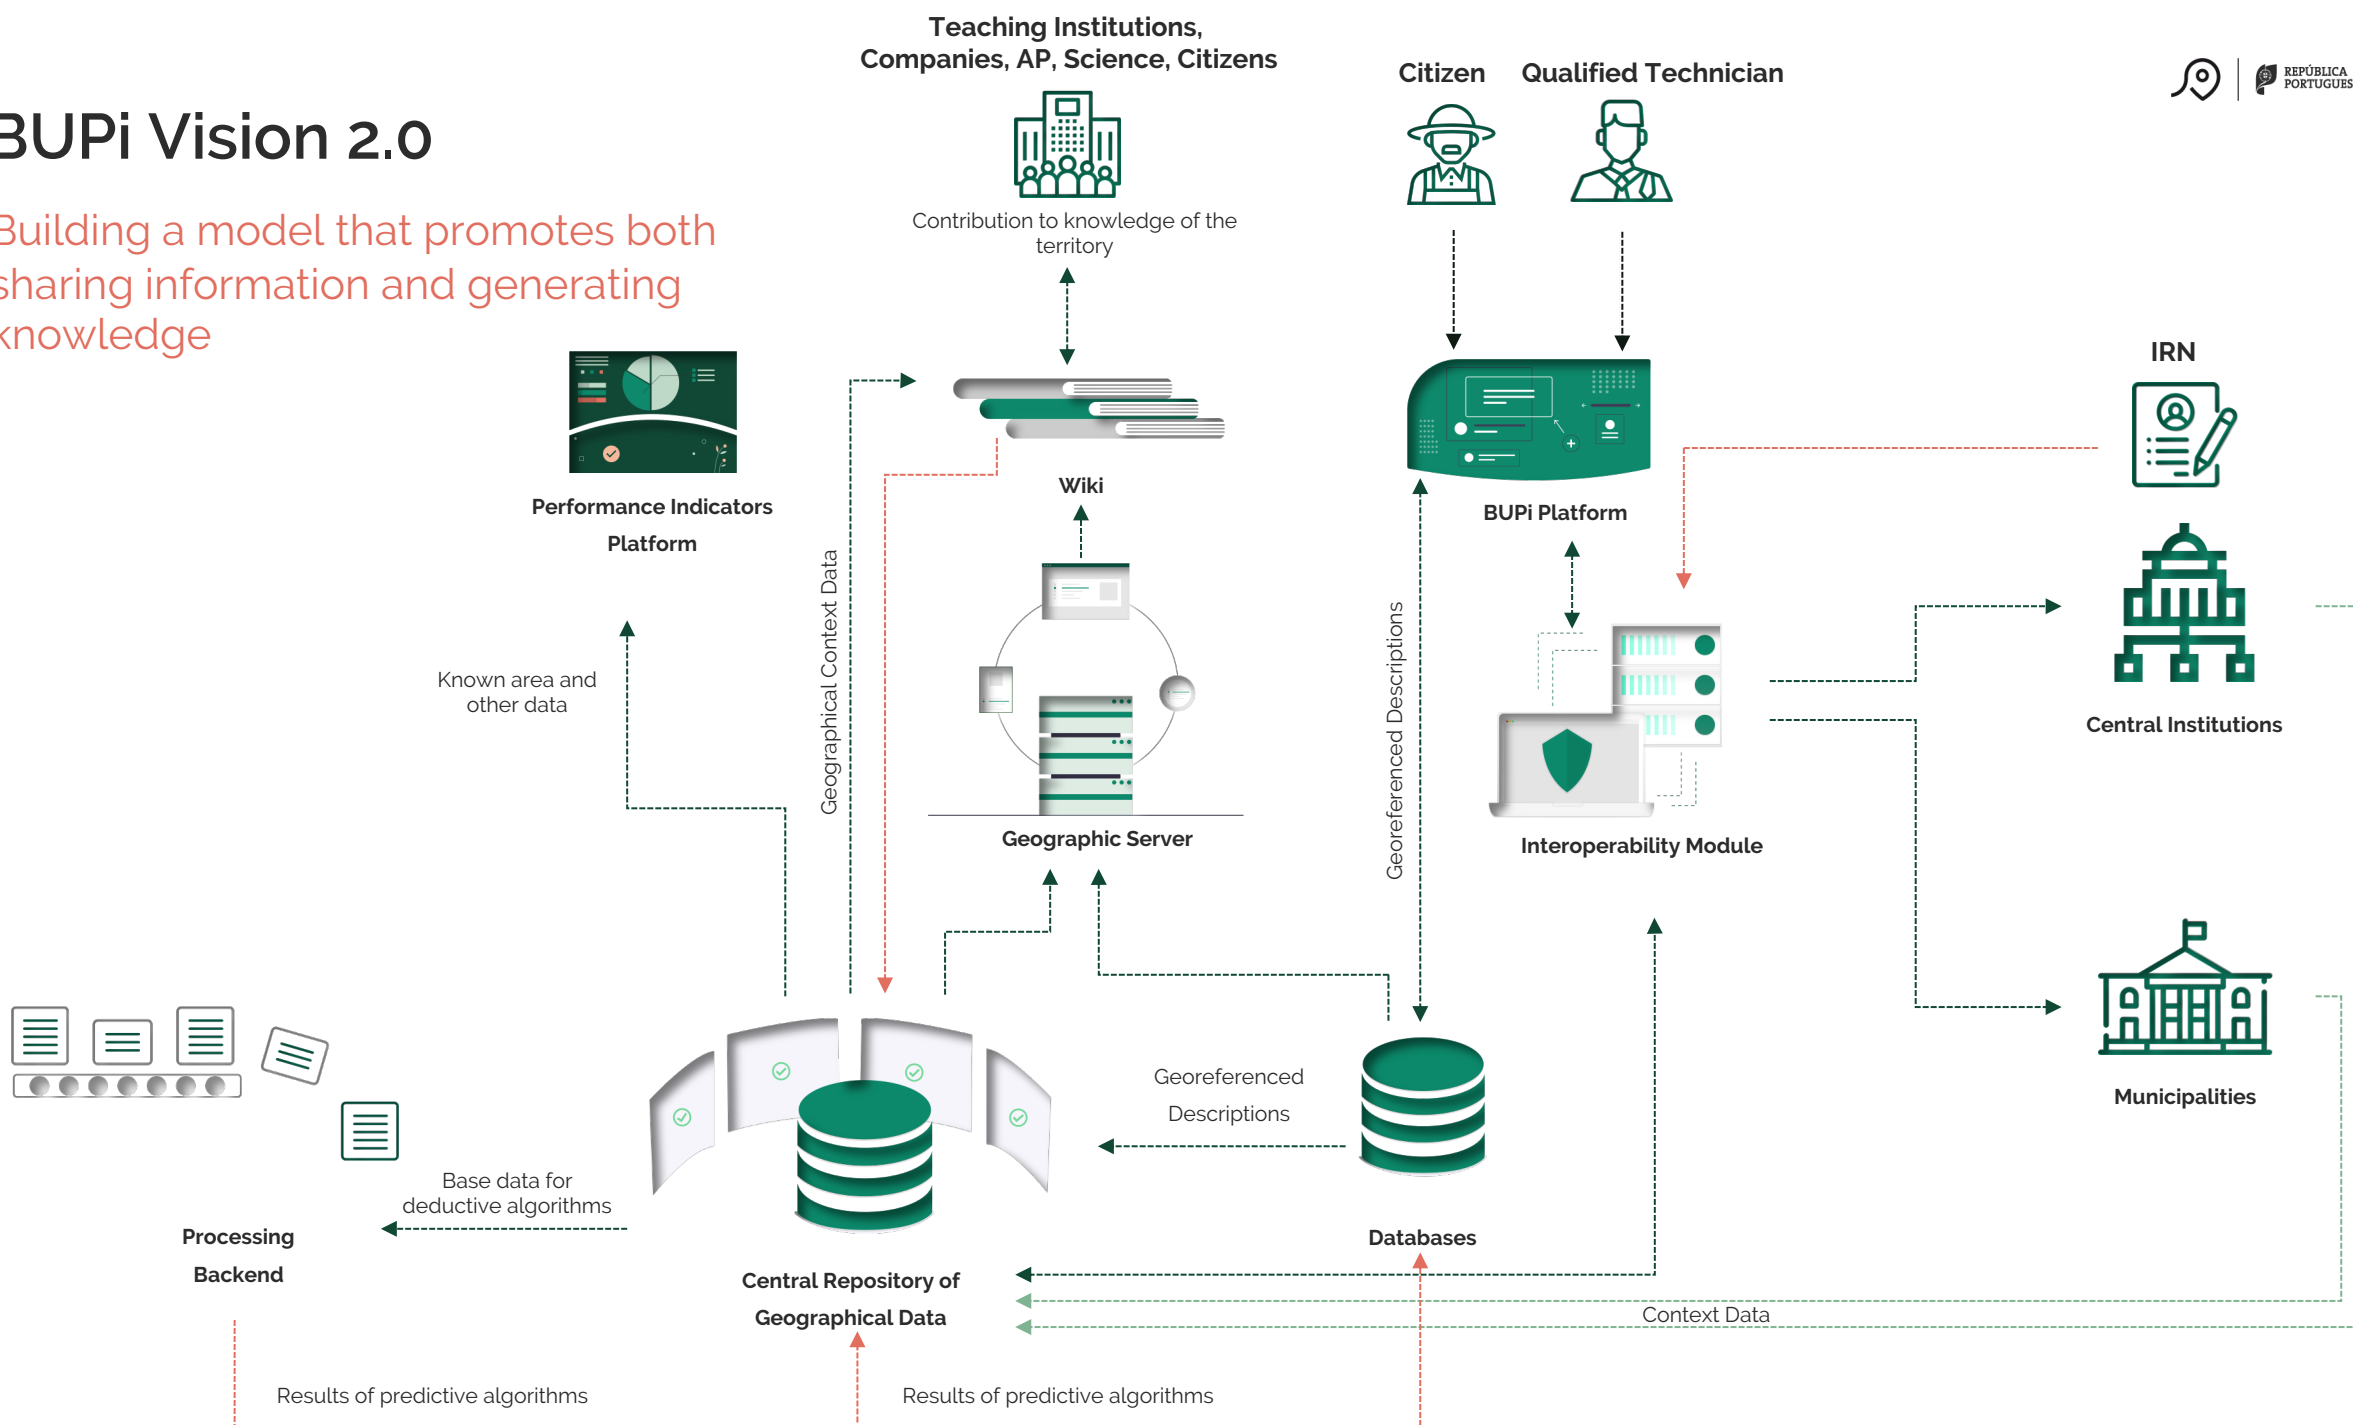 Teaching Institutions,
Companies, AP, Science, Citizens
Citizen
Qualified Technician
REPÚBLICA
PORTUGUES
BUPi Vision 2.0
Building a model that promotes both
sharing information and generating
knowledge
Contribution to knowledge of the
territory
IRN
Wiki
Performance Indicators
Platform
BUPi Platform
Geographical Context Data
Georeferenced Descriptions
Known area and
other data
Central Institutions
Geographic Server
Interoperability Module
Georeferenced
Descriptions
Municipalities
Base data for
deductive algorithms
Processing
Backend
Databases
Central Repository of
Geographical Data
Context Data
Results of predictive algorithms
Results of predictive algorithms